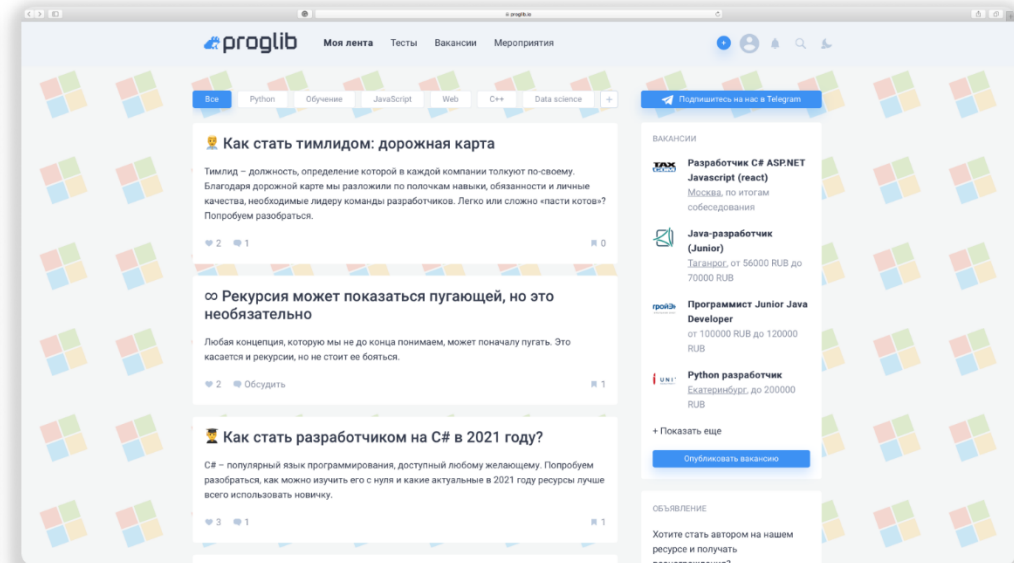 proglib.io
proglib
Моя лента Тесты Вакансии Мероприятия
Все Python Обучение JavaScript Web C++ Data science +
Как стать тимлидом: дорожная карта
Тимлид – должность, определение которой в каждой компании толкуют по-своему.
Благодаря дорожной карте мы разложили по полочкам навыки, обязанности и личные
качества, необходимые лидеру команды разработчиков. Легко или сложно «пасти котов»?
Попробуем разобраться.
2 1 0
∞ Рекурсия может показаться пугающей, но это
необязательно
Любая концепция, которую мы не до конца понимаем, может поначалу пугать. Это
касается и рекурсии, но не стоит ее бояться.
2 Обсудить 1
Как стать разработчиком на C# в 2021 году?
C# – популярный язык программирования, доступный любому желающему. Попробуем
разобраться, как можно изучить его с нуля и какие актуальные в 2021 году ресурсы лучше
всего использовать новичку.
3 1 1
Подпишитесь на нас в Telegram
ВАКАНСИИ
TAX
Разработчик C# ASP.NET
Javascript (react)
Москва, по итогам
собеседования
Java-разработчик
(Junior)
Таганрог, от 56000 RUB до
70000 RUB
Программист Junior Java
Developer
от 100000 RUB до 120000
RUB
UNI
Python разработчик
Екатеринбург, до 200000
RUB
+ Показать еще
Опубликовать вакансию
ОБЪЯВЛЕНИЕ
Хотите стать автором на нашем
ресурсе и получать